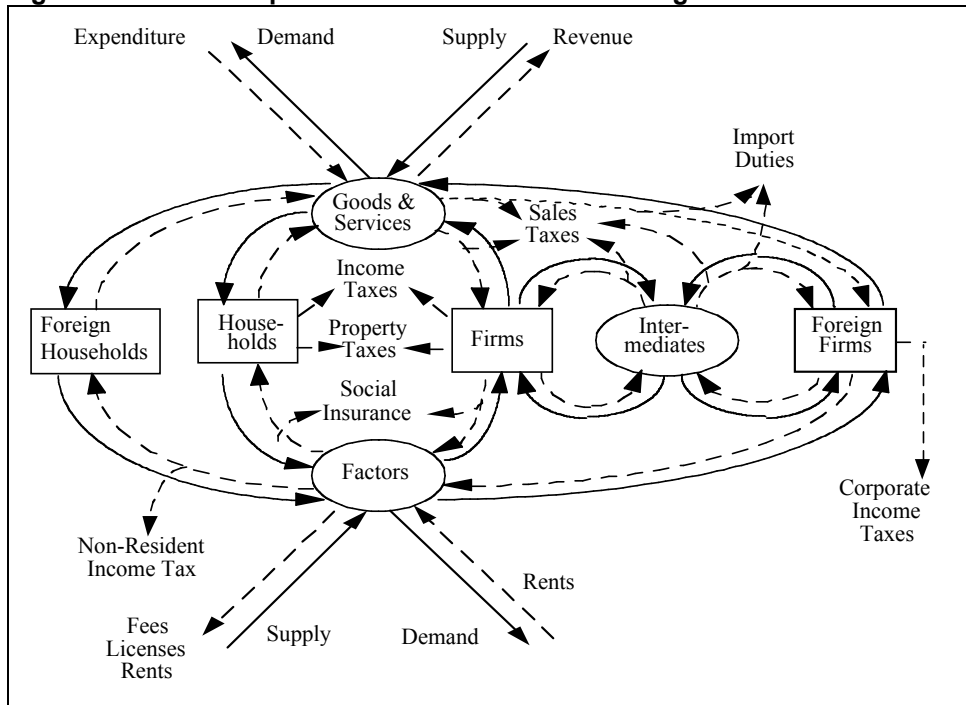 Expenditure
Demand
Supply
Revenue
Import
Duties
Goods &
Services
Sales
Taxes
Income
Taxes
Foreign
Households
House-
holds
Property
Taxes
Firms
Inter-
mediates
Foreign
Firms
Social
Insurance
Factors
Corporate
Income
Taxes
Non-Resident
Income Tax
Rents
Fees
Licenses
Rents
Supply
Demand